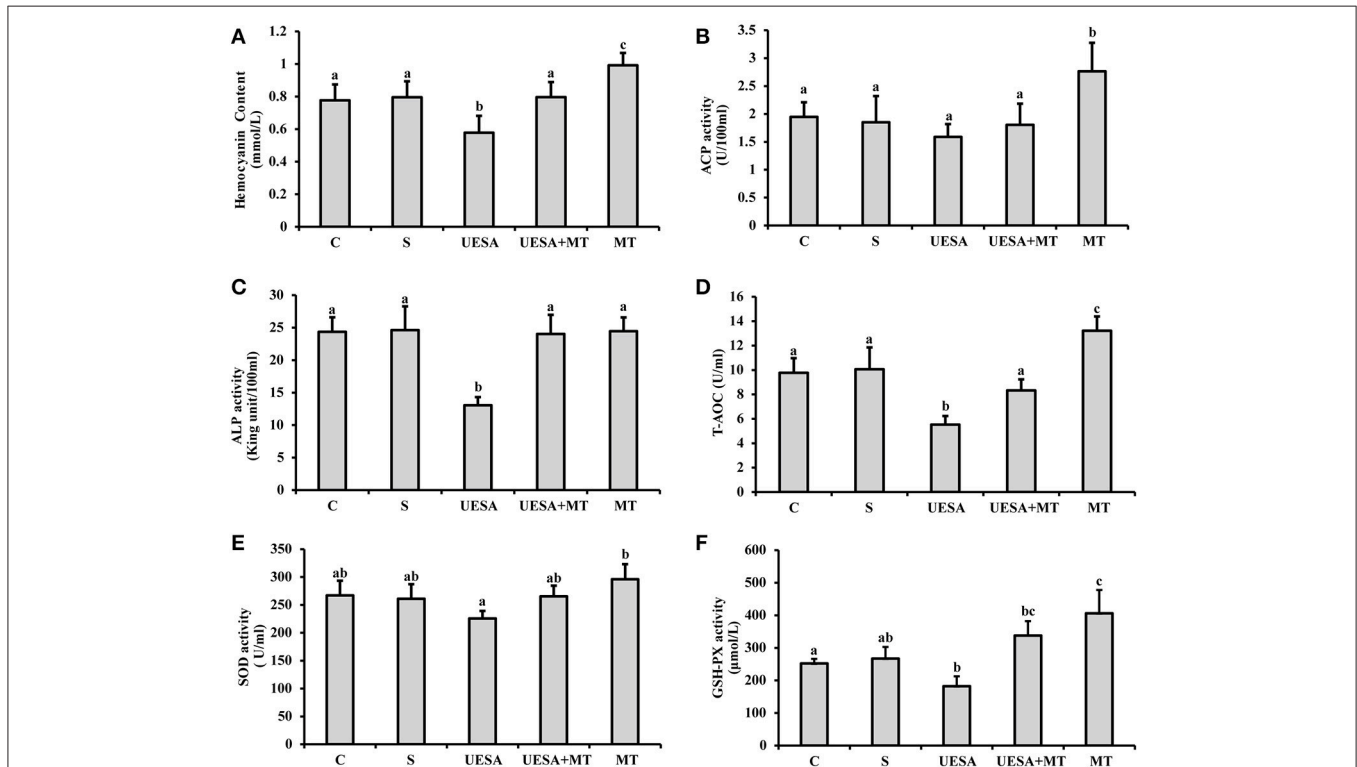 A
Hemocyanin Content
(mmol/L)
1.2
1
0.8
0.6
0.4
0.2
0
a
a
b
a
c
C S UESA UESA+MT MT
B
ACP activity
(U/100ml)
3.5
3
2.5
2
1.5
1
0.5
0
a
a
a
a
b
C S UESA UESA+MT MT
C
ALP activity
(King unit/100ml)
30
25
20
15
10
5
0
a
a
b
a
a
C S UESA UESA+MT MT
D
T-AOC (U/ml)
16
14
12
10
8
6
4
2
0
a
a
b
a
c
C S UESA UESA+MT MT
E
SOD activity
( U/ml)
350
300
250
200
150
100
50
0
ab
ab
a
ab
b
C S UESA UESA+MT MT
F
GSH-PX activity
(μmol/L)
600
500
400
300
200
100
0
a
ab
b
bc
c
C S UESA UESA+MT MT